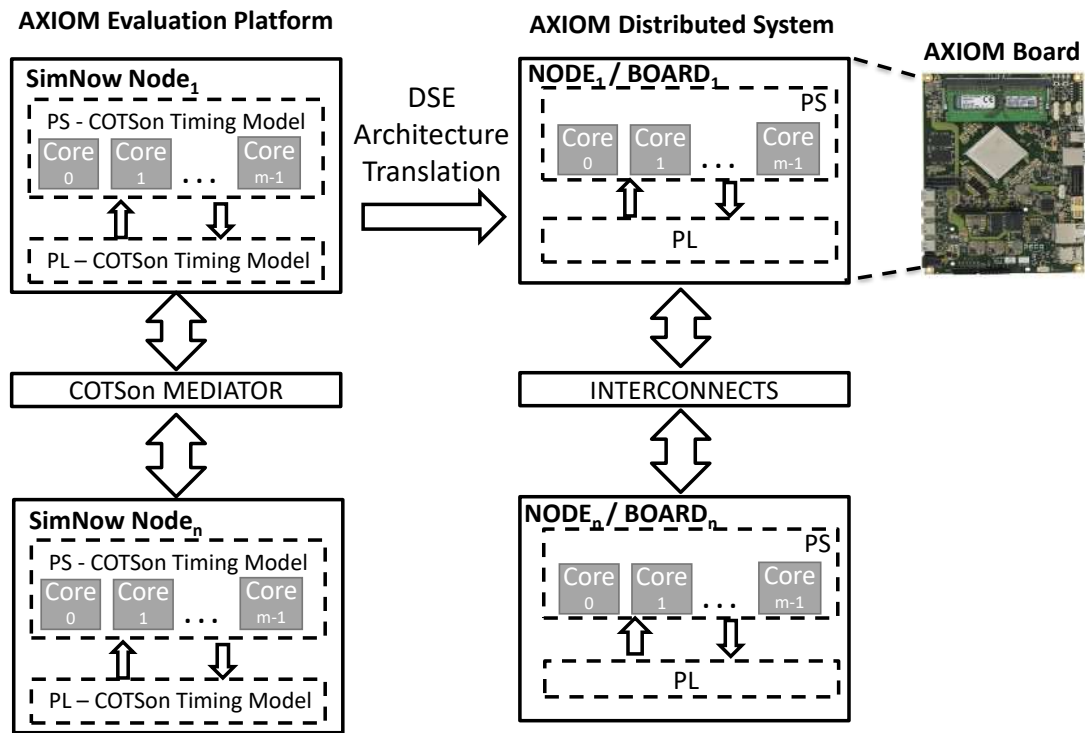 AXIOM Evaluation Platform
SimNow Node1
PS - COTSon Timing Model
Core
0
Core
1
...
Core
m-1
PL – COTSon Timing Model
COTSon MEDIATOR
SimNow Noden
PS - COTSon Timing Model
Core
0
Core
1
...
Core
m-1
PL – COTSon Timing Model
DSE
Architecture
Translation
AXIOM Distributed System
NODE1 / BOARD1
PS
Core
0
Core
1
...
Core
m-1
PL
INTERCONNECTS
NODEn / BOARDn
PS
Core
0
Core
1
...
Core
m-1
PL
AXIOM Board